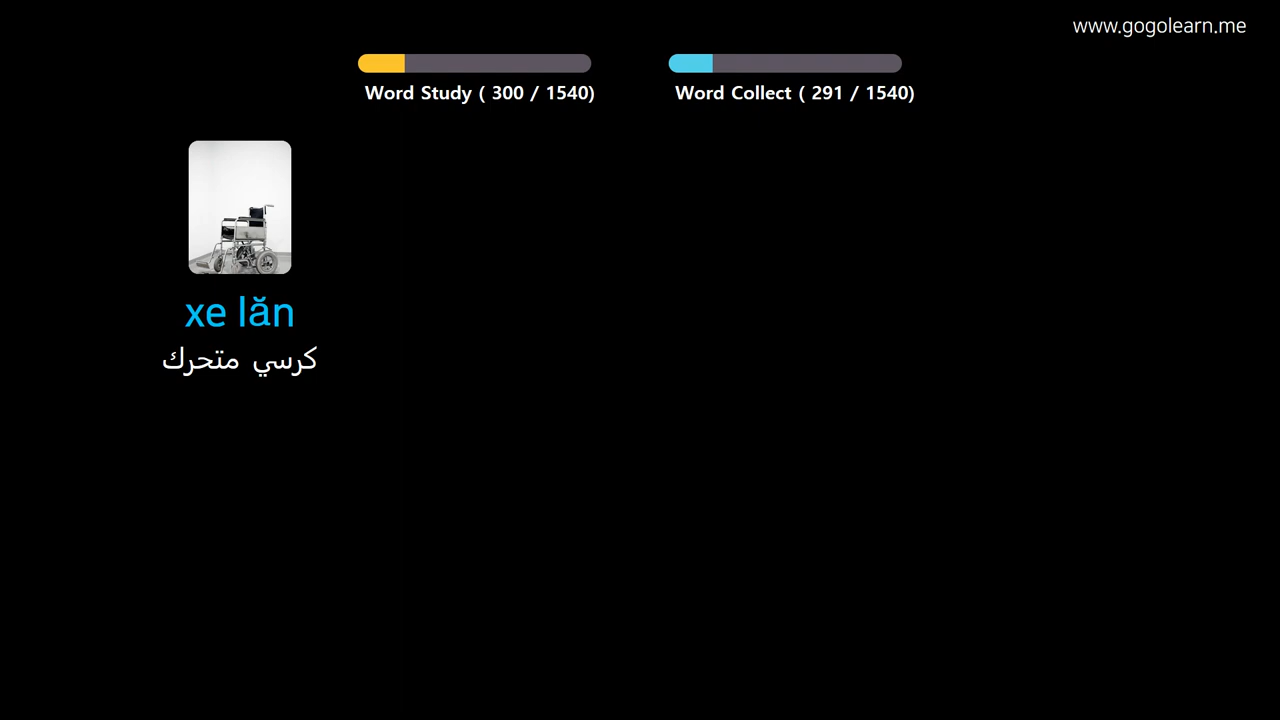 www.gogolearn.me
Word Study ( 300 / 1540)
Word Collect ( 291 / 1540)
xe lăn
كرسي متحرك